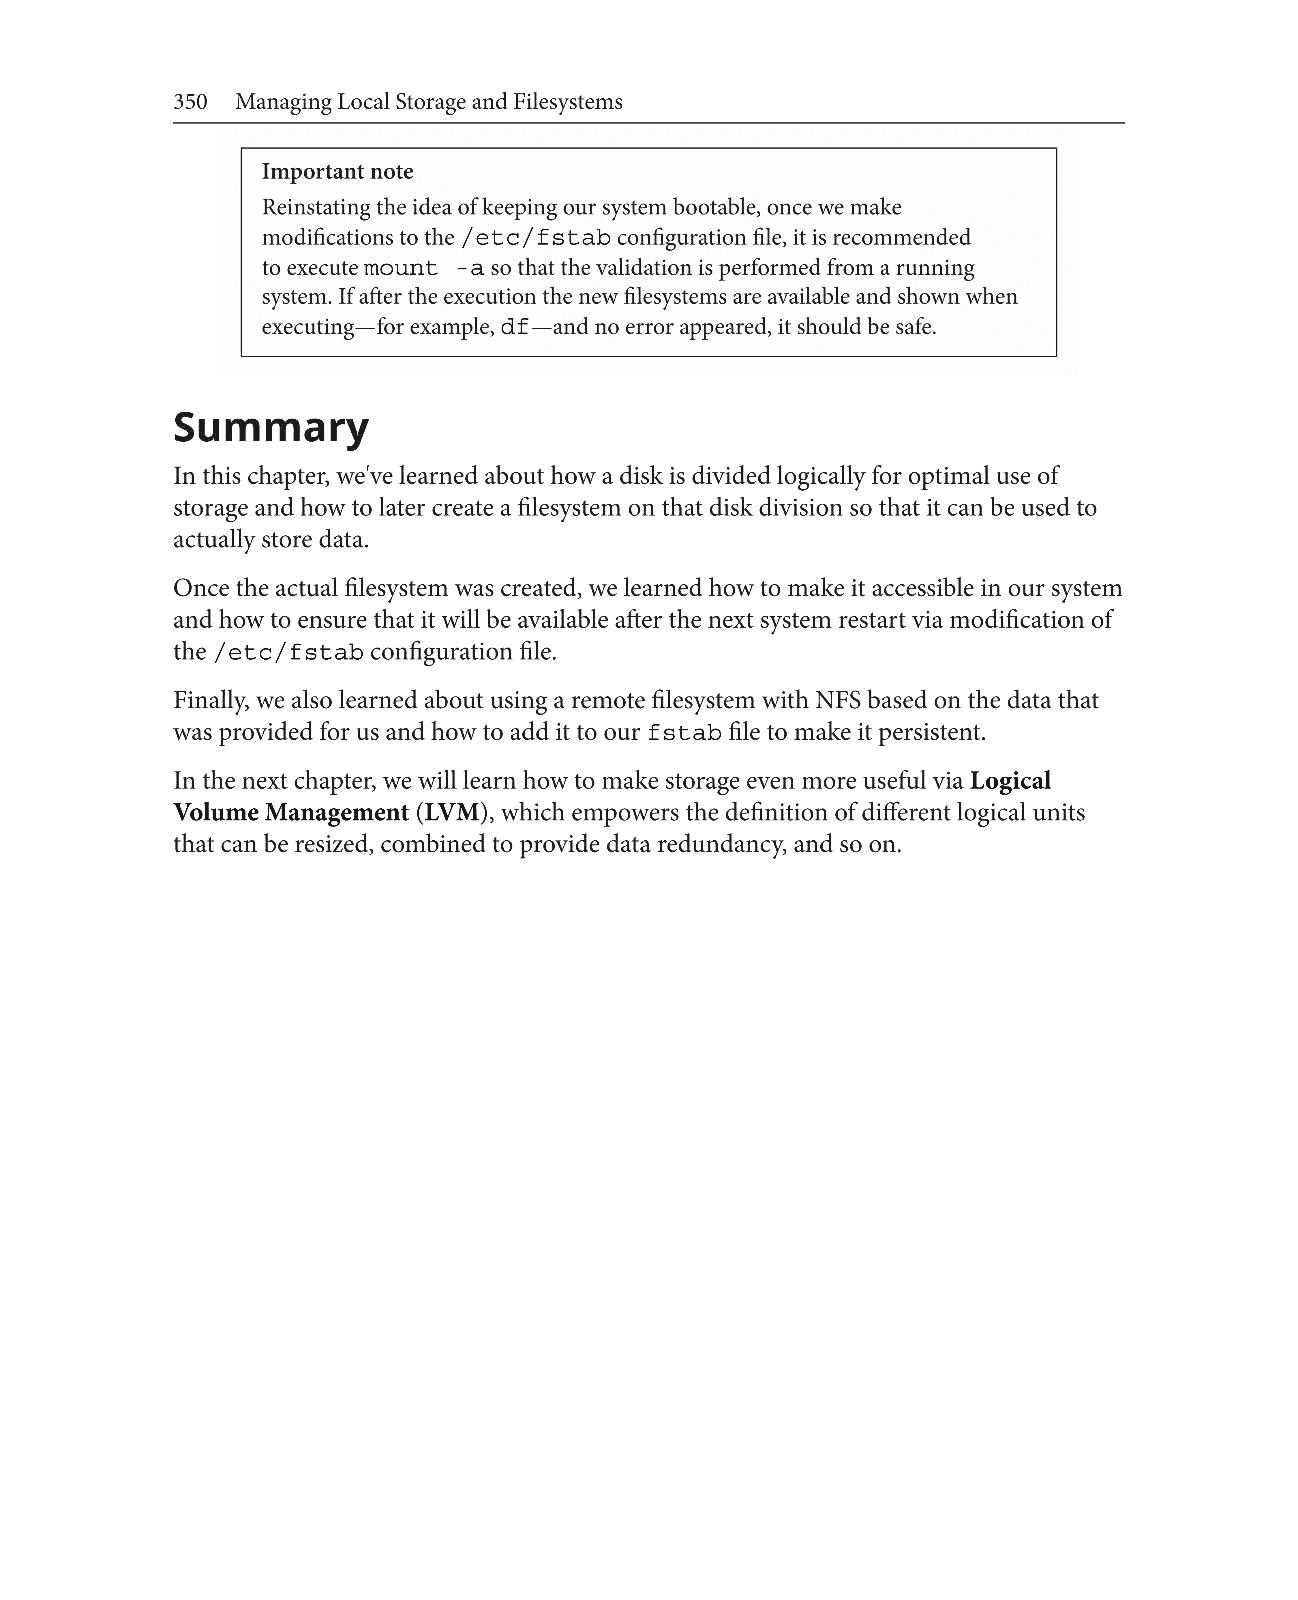 350 Managing Local Storage and Filesystems
Important note
Reinstating the idea of keeping our system bootable, once we make
modifications to the /etc/fstab configuration file, it is recommended
to execute mount -a so that the validation is performed from a running
system. If after the execution the new filesystems are available and shown when
executing—for example, df—and no error appeared, it should be safe.
Summary
In this chapter, we've learned about how a disk is divided logically for optimal use of
storage and how to later create a filesystem on that disk division so that it can be used to
actually store data.
Once the actual filesystem was created, we learned how to make it accessible in our system
and how to ensure that it will be available after the next system restart via modification of
the /etc/fstab configuration file.
Finally, we also learned about using a remote filesystem with NFS based on the data that
was provided for us and how to add it to our fstab file to make it persistent.
In the next chapter, we will learn how to make storage even more useful via Logical
Volume Management (LVM), which empowers the definition of different logical units
that can be resized, combined to provide data redundancy, and so on.